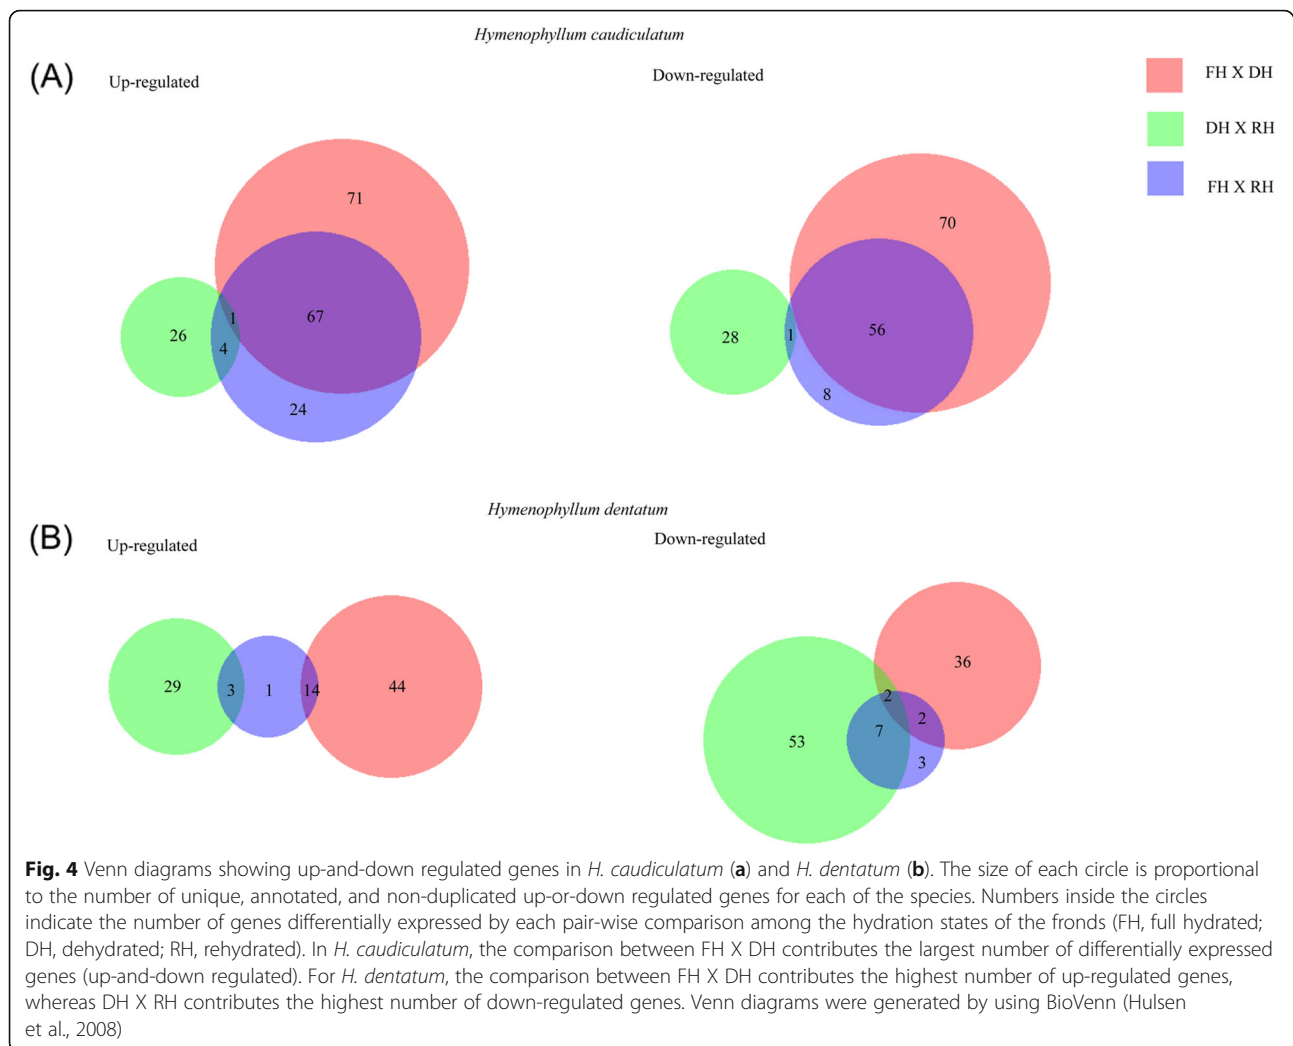 Hymenophyllum caudiculatum
(A)
Up-regulated
Down-regulated
FH X DH
DH X RH
FH X RH
71
67
1
4
26
24
70
56
1
28
8
Hymenophyllum dentatum
(B)
Up-regulated
Down-regulated
29
3
1
14
44
36
2
2
7
53
3
Fig. 4 Venn diagrams showing up-and-down regulated genes in H. caudiculatum (a) and H. dentatum (b). The size of each circle is proportional
to the number of unique, annotated, and non-duplicated up-or-down regulated genes for each of the species. Numbers inside the circles
indicate the number of genes differentially expressed by each pair-wise comparison among the hydration states of the fronds (FH, full hydrated;
DH, dehydrated; RH, rehydrated). In H. caudiculatum, the comparison between FH X DH contributes the largest number of differentially expressed
genes (up-and-down regulated). For H. dentatum, the comparison between FH X DH contributes the highest number of up-regulated genes,
whereas DH X RH contributes the highest number of down-regulated genes. Venn diagrams were generated by using BioVenn (Hulsen
et al., 2008)